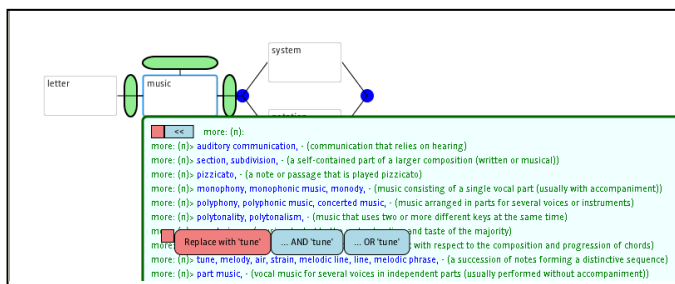 system
letter
music
<< more: (n):
more: (n)> auditory communication, - (communication that relies on hearing)
more: (n)> section, subdivision, - (a self-contained part of a larger composition (written or musical))
more: (n)> pizzicato, - (a note or passage that is played pizzicato)
more: (n)> monophony, monophonic music, monody, - (music consisting of a single vocal part (usually with accompaniment))
more: (n)> polyphony, polyphonic music, concerted music, - (music arranged in parts for several voices or instruments)
more: (n)> polytonality, polytonalism, - (music that uses two or more different keys at the same time)
and taste of the majority)
Replace with 'tune' ... AND 'tune' ... OR 'tune'
more: with respect to the composition and progression of chords)
more: (n)> tune, melody, air, strain, melodic line, line, melodic phrase, - (a succession of notes forming a distinctive sequence)
more: (n)> part music, - (vocal music for several voices in independent parts (usually performed without accompaniment))